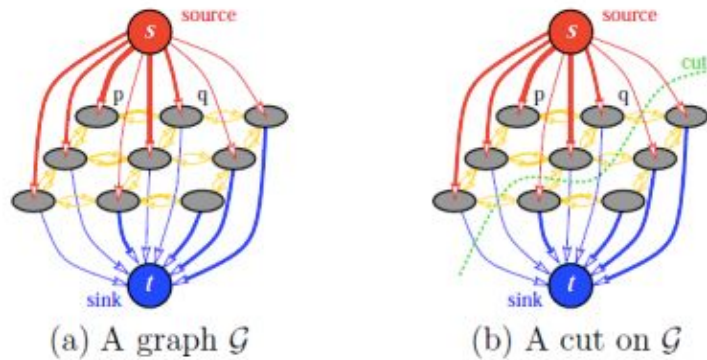 s
source
p
q
t
sink
(a) A graph 𝒢
s
source
cut
p
q
t
sink
(b) A cut on 𝒢